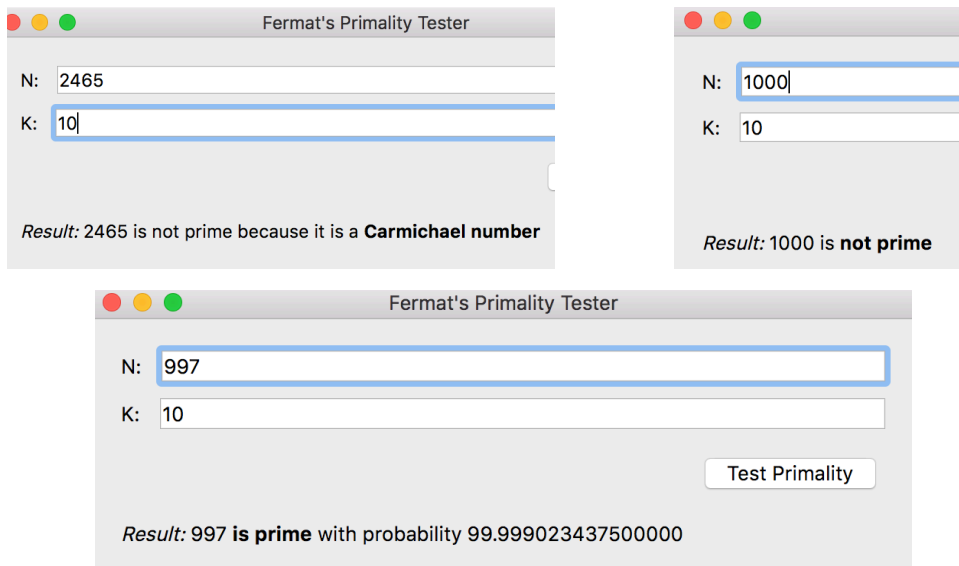 Fermat's Primality Tester
N: 2465
K: 10
Result: 2465 is not prime because it is a Carmichael number
N: 1000
K: 10
Result: 1000 is not prime
Fermat's Primality Tester
N: 997
K: 10
Test Primality
Result: 997 is prime with probability 99.999023437500000